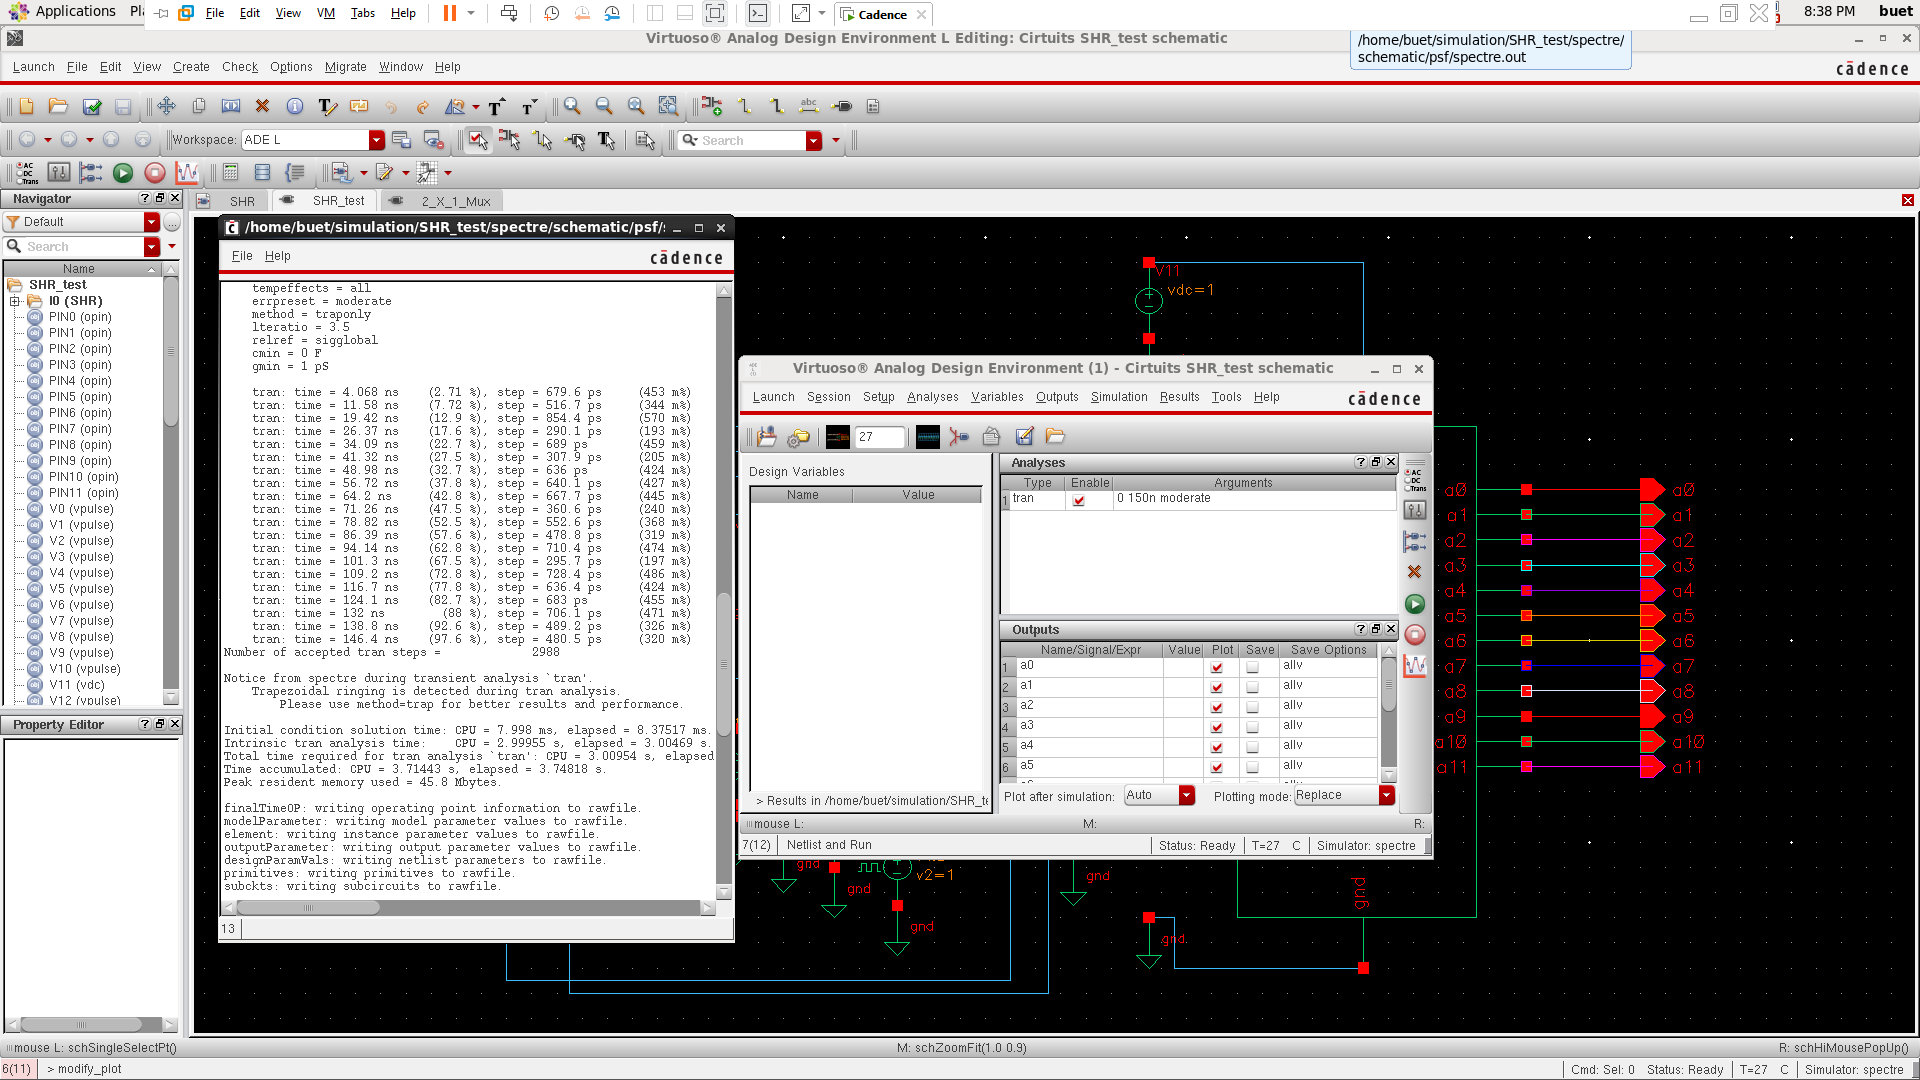 Applications Pl
File Edit View VM Tabs Help
Cadence
8:38 PM buet
Virtuoso® Analog Design Environment L Editing: Cirtuits SHR_test schematic
/home/buet/simulation/SHR_test/spectre/
schematic/psf/spectre.out
Launch File Edit View Create Check Options Migrate Window Help
cādence
Workspace: ADE L
Search
AC
DC
Trans
Navigator
SHR SHR_test 2_X_1_Mux
Default
Search
Name
SHR_test
I0 (SHR)
PIN0 (opin)
PIN1 (opin)
PIN2 (opin)
PIN3 (opin)
PIN4 (opin)
PIN5 (opin)
PIN6 (opin)
PIN7 (opin)
PIN8 (opin)
PIN9 (opin)
PIN10 (opin)
PIN11 (opin)
V0 (vpulse)
V1 (vpulse)
V2 (vpulse)
V3 (vpulse)
V4 (vpulse)
V5 (vpulse)
V6 (vpulse)
V7 (vpulse)
V8 (vpulse)
V9 (vpulse)
V10 (vpulse)
V11 (vdc)
V12 (vpulse)
Property Editor
/home/buet/simulation/SHR_test/spectre/schematic/psf/s
File Help
cādence
tempeffects = all
errpreset = moderate
method = traponly
lteratio = 3.5
relref = sigglobal
cmin = 0 F
gmin = 1 pS
tran: time = 4.068 ns (2.71 %), step = 679.6 ps (453 m%)
tran: time = 11.58 ns (7.72 %), step = 516.7 ps (344 m%)
tran: time = 19.42 ns (12.9 %), step = 854.4 ps (570 m%)
tran: time = 26.37 ns (17.6 %), step = 290.1 ps (193 m%)
tran: time = 34.09 ns (22.7 %), step = 689 ps (459 m%)
tran: time = 41.32 ns (27.5 %), step = 307.9 ps (205 m%)
tran: time = 48.98 ns (32.7 %), step = 636 ps (424 m%)
tran: time = 56.72 ns (37.8 %), step = 640.1 ps (427 m%)
tran: time = 64.2 ns (42.8 %), step = 667.7 ps (445 m%)
tran: time = 71.26 ns (47.5 %), step = 360.6 ps (240 m%)
tran: time = 78.82 ns (52.5 %), step = 552.6 ps (368 m%)
tran: time = 86.39 ns (57.6 %), step = 478.8 ps (319 m%)
tran: time = 94.14 ns (62.8 %), step = 710.4 ps (474 m%)
tran: time = 101.3 ns (67.5 %), step = 295.7 ps (197 m%)
tran: time = 109.2 ns (72.8 %), step = 728.4 ps (486 m%)
tran: time = 116.7 ns (77.8 %), step = 636.4 ps (424 m%)
tran: time = 124.1 ns (82.7 %), step = 683 ps (455 m%)
tran: time = 132 ns (88 %), step = 706.1 ps (471 m%)
tran: time = 138.8 ns (92.6 %), step = 489.2 ps (326 m%)
tran: time = 146.4 ns (97.6 %), step = 480.5 ps (320 m%)
Number of accepted tran steps = 2988
Notice from spectre during transient analysis `tran'.
Trapezoidal ringing is detected during tran analysis.
Please use method=trap for better results and performance.
Initial condition solution time: CPU = 7.998 ms, elapsed = 8.37517 ms.
Intrinsic tran analysis time: CPU = 2.99955 s, elapsed = 3.00469 s.
Total time required for tran analysis `tran': CPU = 3.00954 s, elapsed
Time accumulated: CPU = 3.71443 s, elapsed = 3.74818 s.
Peak resident memory used = 45.8 Mbytes.
finalTimeOP: writing operating point information to rawfile.
modelParameter: writing model parameter values to rawfile.
element: writing instance parameter values to rawfile.
outputParameter: writing output parameter values to rawfile.
designParamVals: writing netlist parameters to rawfile.
primitives: writing primitives to rawfile.
subckts: writing subcircuits to rawfile.
13
V11
vdc=1
Virtuoso® Analog Design Environment (1) - Cirtuits SHR_test schematic
Launch Session Setup Analyses Variables Outputs Simulation Results Tools Help
cādence
27
Design Variables
Name Value
> Results in /home/buet/simulation/SHR_te
Analyses
Type Enable Arguments
1 tran 0 150n moderate
Outputs
Name/Signal/Expr Value Plot Save Save Options
1 a0 allv
2 a1 allv
3 a2 allv
4 a3 allv
5 a4 allv
6 a5 allv
Plot after simulation: Auto Plotting mode: Replace
AC
DC
Trans
mouse L: M: R:
7(12) Netlist and Run Status: Ready T=27 C Simulator: spectre
a0 a0
a1 a1
a2 a2
a3 a3
a4 a4
a5 a5
a6 a6
a7 a7
a8 a8
a9 a9
a10 a10
a11 a11
gnd
gnd
v2=1
gnd
gnd
gnd
gnd
mouse L: schSingleSelectPt() M: schZoomFit(1.0 0.9) R: schHiMousePopUp()
6(11) > modify_plot Cmd: Sel: 0 Status: Ready T=27 C Simulator: spectre